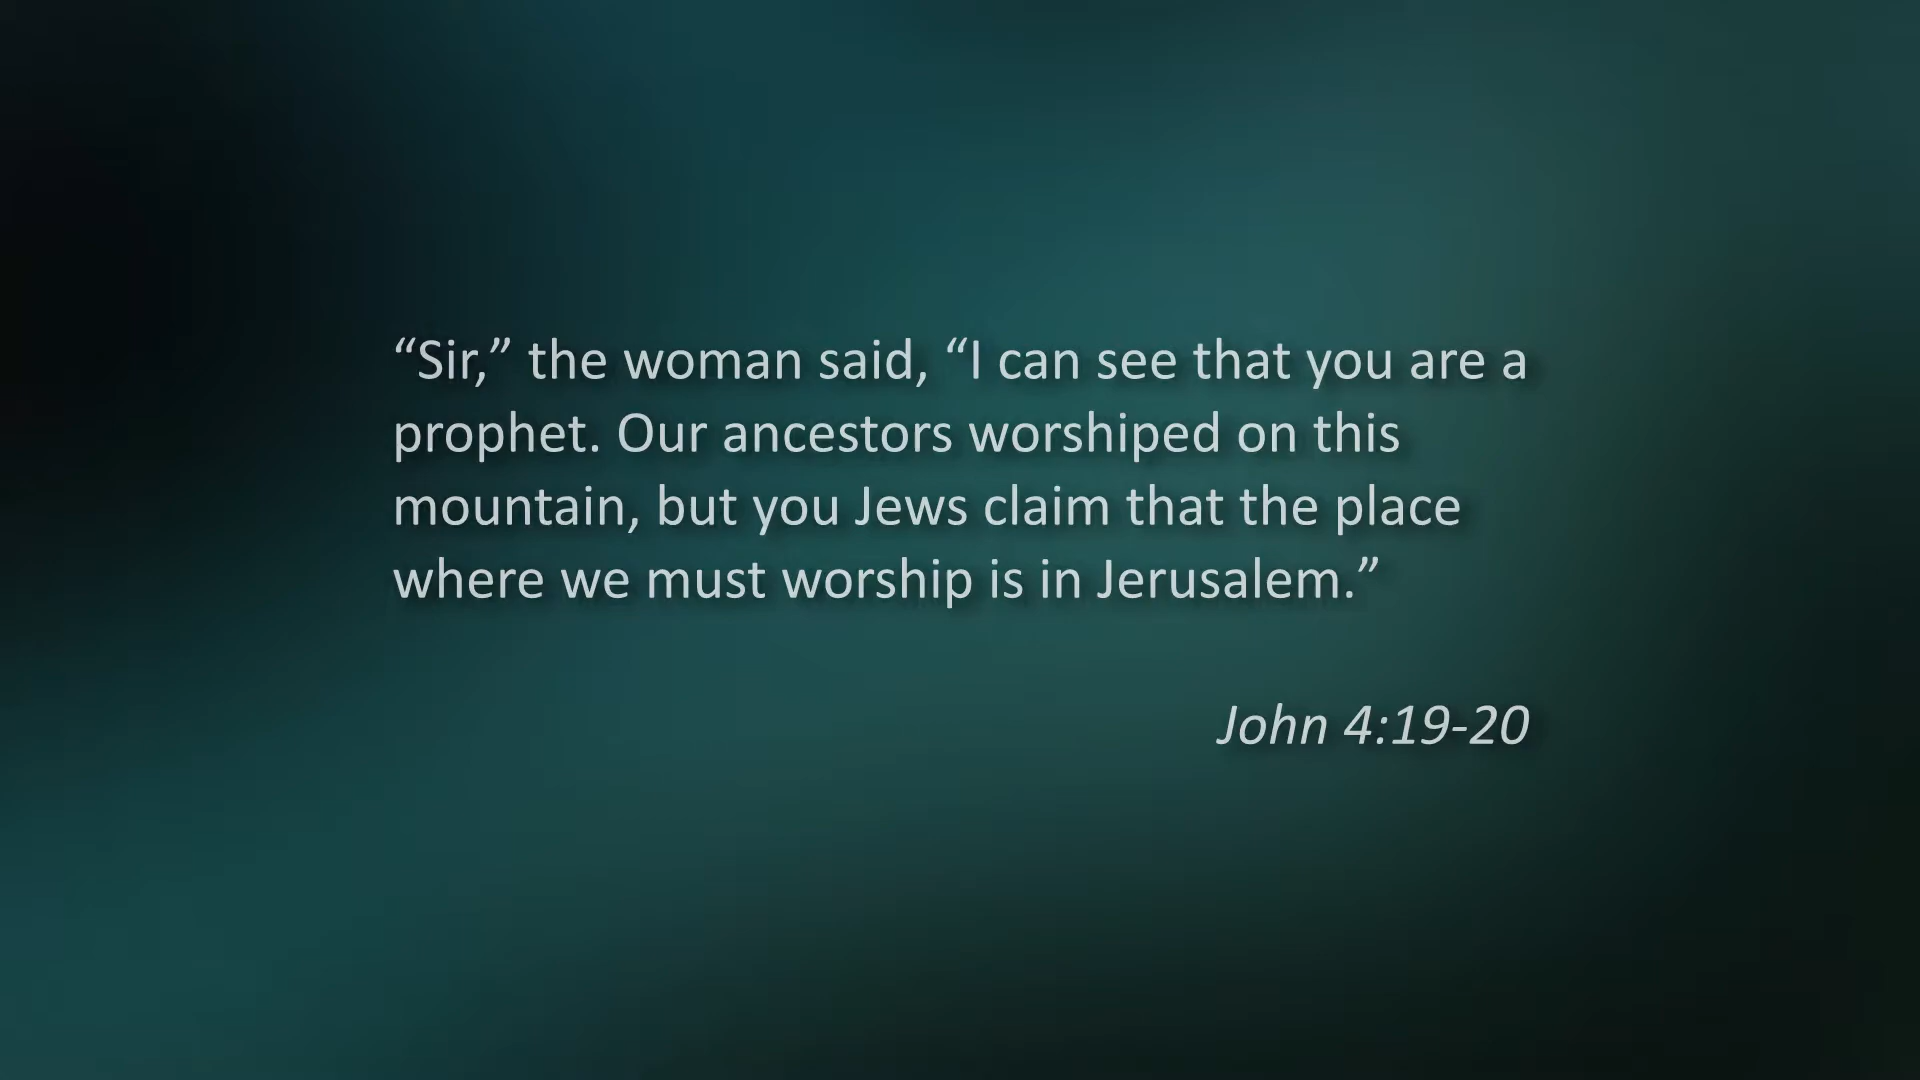 “Sir,” the woman said, “I can see that you are a
prophet. Our ancestors worshiped on this
mountain, but you Jews claim that the place
where we must worship is in Jerusalem.”
John 4:19-20